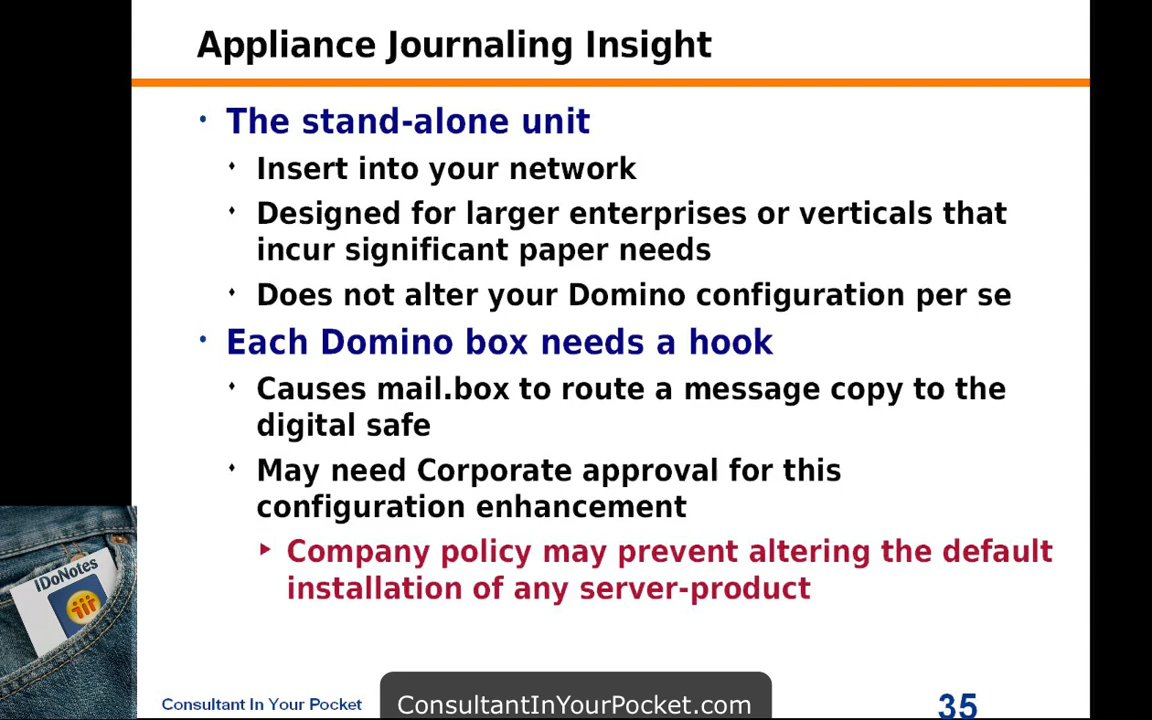 Appliance Journaling Insight
• The stand-alone unit
♦ Insert into your network
♦ Designed for larger enterprises or verticals that
incur significant paper needs
♦ Does not alter your Domino configuration per se
• Each Domino box needs a hook
♦ Causes mail.box to route a message copy to the
digital safe
♦ May need Corporate approval for this
configuration enhancement
▶ Company policy may prevent altering the default
installation of any server-product
IDoNotes
Consultant In Your Pocket
ConsultantInYourPocket.com
35